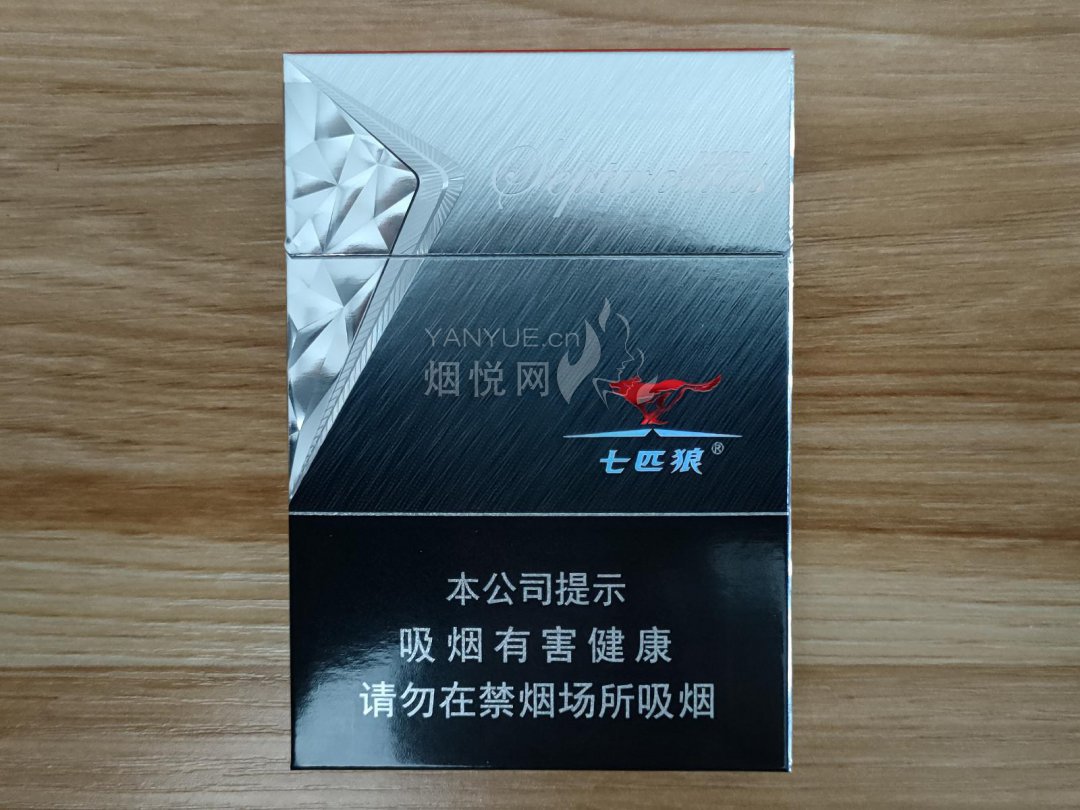 Septwolves
YANYUE.cn
烟悦网
七匹狼®
本公司提示
吸烟有害健康
请勿在禁烟场所吸烟